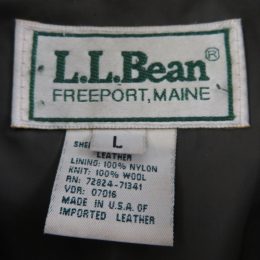 L.L.Bean®
FREEPORT, MAINE
L
LEATHER
LINING: 100% NYLON
KNIT: 100% WOOL
RN: 72824-71341
VDR: 07016
MADE IN U.S.A. OF
IMPORTED LEATHER